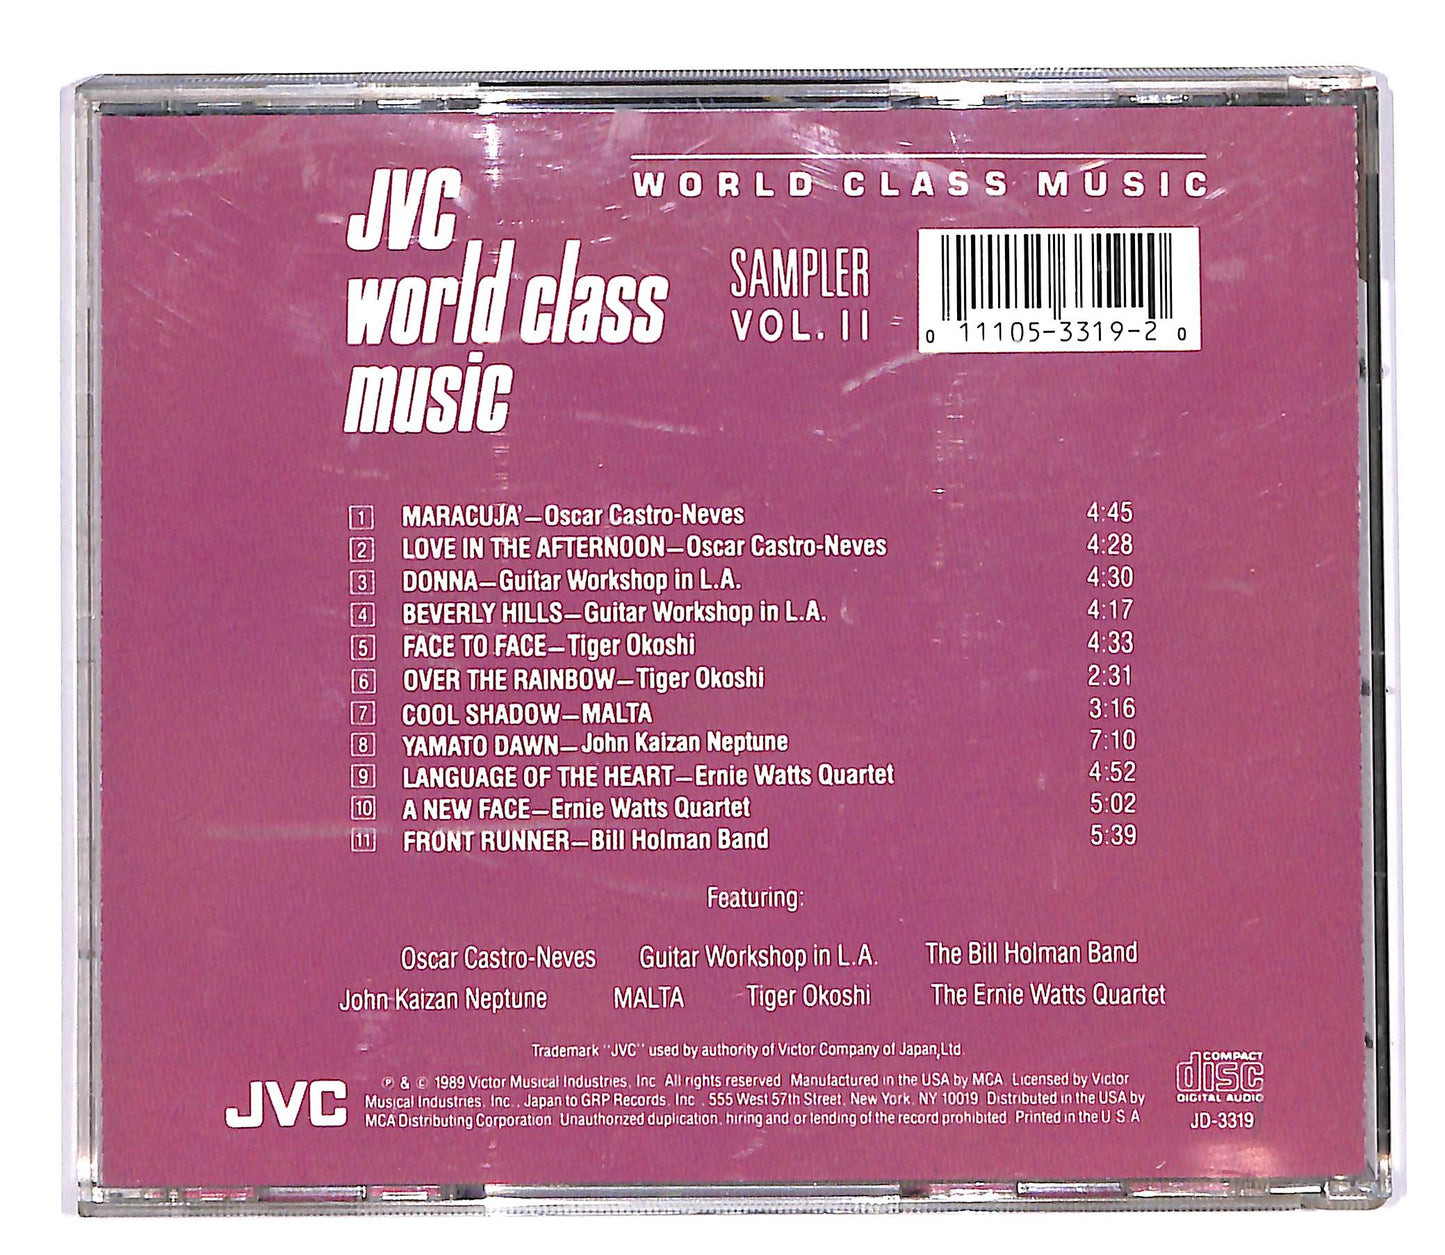 JVC
world class
music
WORLD CLASS MUSIC
SAMPLER
VOL. II
0 11105-3319-2 0
1 MARACUJA'—Oscar Castro-Neves 4:45
2 LOVE IN THE AFTERNOON—Oscar Castro-Neves 4:28
3 DONNA—Guitar Workshop in L.A. 4:30
4 BEVERLY HILLS—Guitar Workshop in L.A. 4:17
5 FACE TO FACE—Tiger Okoshi 4:33
6 OVER THE RAINBOW—Tiger Okoshi 2:31
7 COOL SHADOW—MALTA 3:16
8 YAMATO DAWN—John Kaizan Neptune 7:10
9 LANGUAGE OF THE HEART—Ernie Watts Quartet 4:52
10 A NEW FACE—Ernie Watts Quartet 5:02
11 FRONT RUNNER—Bill Holman Band 5:39
Featuring:
Oscar Castro-Neves Guitar Workshop in L.A. The Bill Holman Band
John Kaizan Neptune MALTA Tiger Okoshi The Ernie Watts Quartet
Trademark "JVC" used by authority of Victor Company of Japan, Ltd.
JVC
℗ & © 1989 Victor Musical Industries, Inc. All rights reserved. Manufactured in the USA by MCA. Licensed by Victor
Musical Industries, Inc., Japan to GRP Records, Inc., 555 West 57th Street, New York, NY 10019. Distributed in the USA by
MCA Distributing Corporation. Unauthorized duplication, hiring and/or lending of the record prohibited. Printed in the U.S.A.
COMPACT
disc
DIGITAL AUDIO
JD-3319